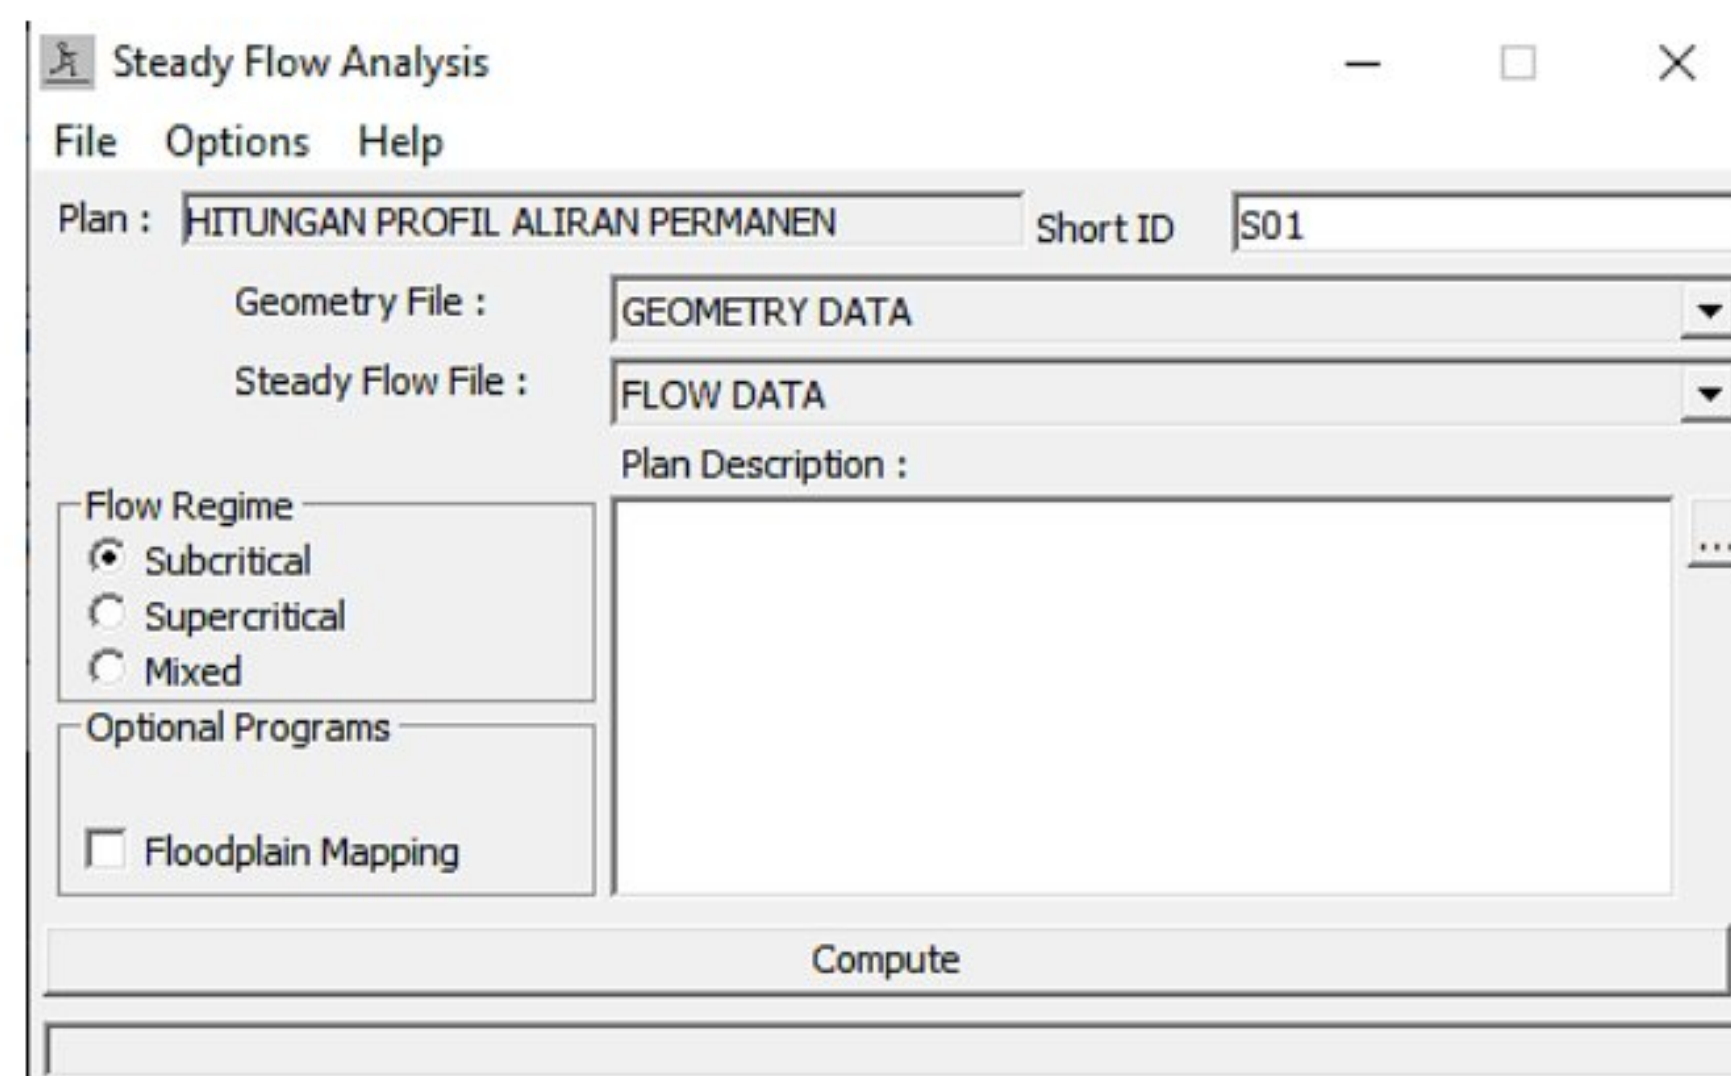 Steady Flow Analysis
File Options Help
Plan : HITUNGAN PROFIL ALIRAN PERMANEN Short ID S01
Geometry File : GEOMETRY DATA
Steady Flow File : FLOW DATA
Plan Description :
Flow Regime
Subcritical
Supercritical
Mixed
Optional Programs
Floodplain Mapping
...
Compute